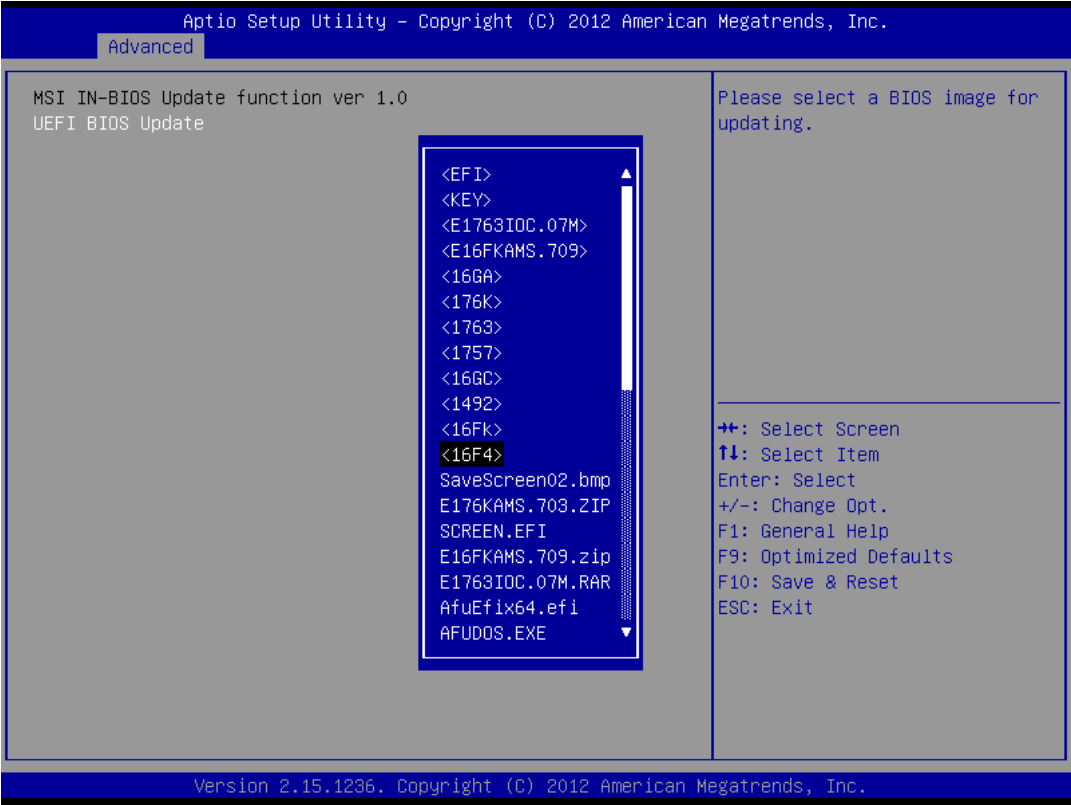 Aptio Setup Utility – Copyright (C) 2012 American Megatrends, Inc.
Advanced
MSI IN-BIOS Update function ver 1.0
UEFI BIOS Update
<EFI>
<KEY>
<E1763IOC.07M>
<E16FKAMS.709>
<16GA>
<176K>
<1763>
<1757>
<16GC>
<1492>
<16Fk>
<16F4>
SaveScreen02.bmp
E176KAMS.703.ZIP
SCREEN.EFI
E16FKAMS.709.zip
E1763IOC.07M.RAR
AfuEfix64.efi
AFUDOS.EXE
Please select a BIOS image for
updating.
→←: Select Screen
↑↓: Select Item
Enter: Select
+/-: Change Opt.
F1: General Help
F9: Optimized Defaults
F10: Save & Reset
ESC: Exit
Version 2.15.1236. Copyright (C) 2012 American Megatrends, Inc.